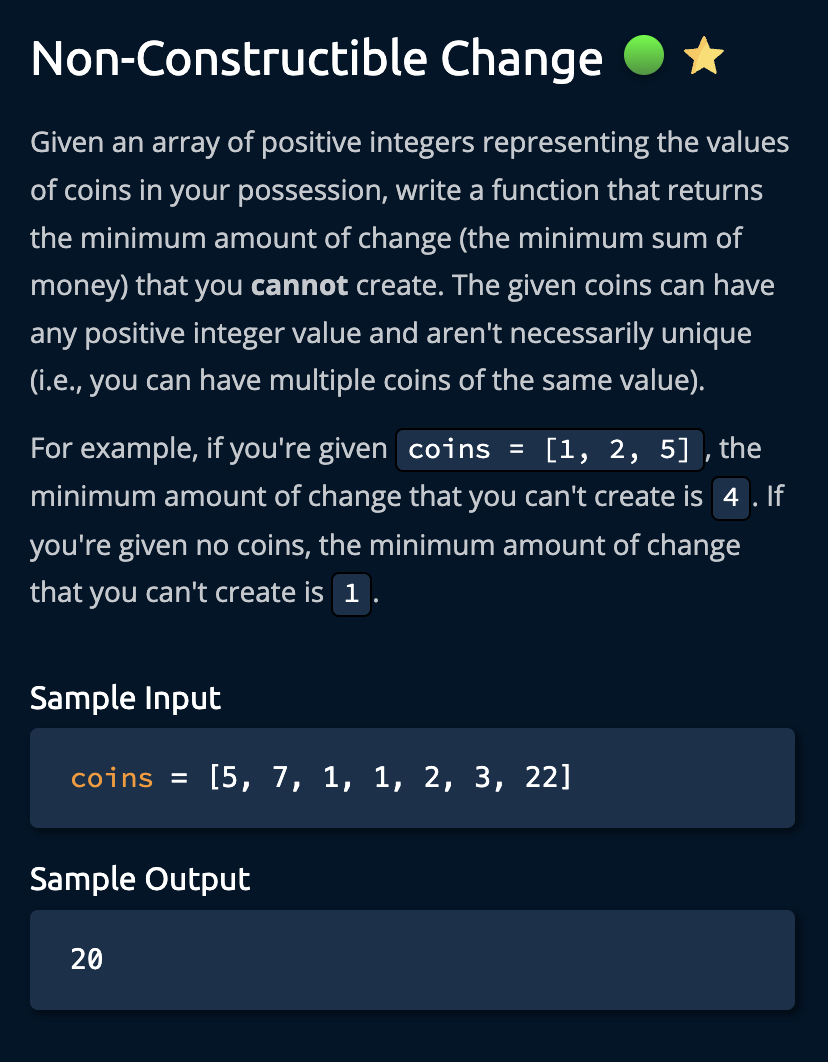 Non-Constructible Change
Given an array of positive integers representing the values
of coins in your possession, write a function that returns
the minimum amount of change (the minimum sum of
money) that you cannot create. The given coins can have
any positive integer value and aren't necessarily unique
(i.e., you can have multiple coins of the same value).
For example, if you're given coins = [1, 2, 5], the
minimum amount of change that you can't create is 4. If
you're given no coins, the minimum amount of change
that you can't create is 1.
Sample Input
coins = [5, 7, 1, 1, 2, 3, 22]
Sample Output
20